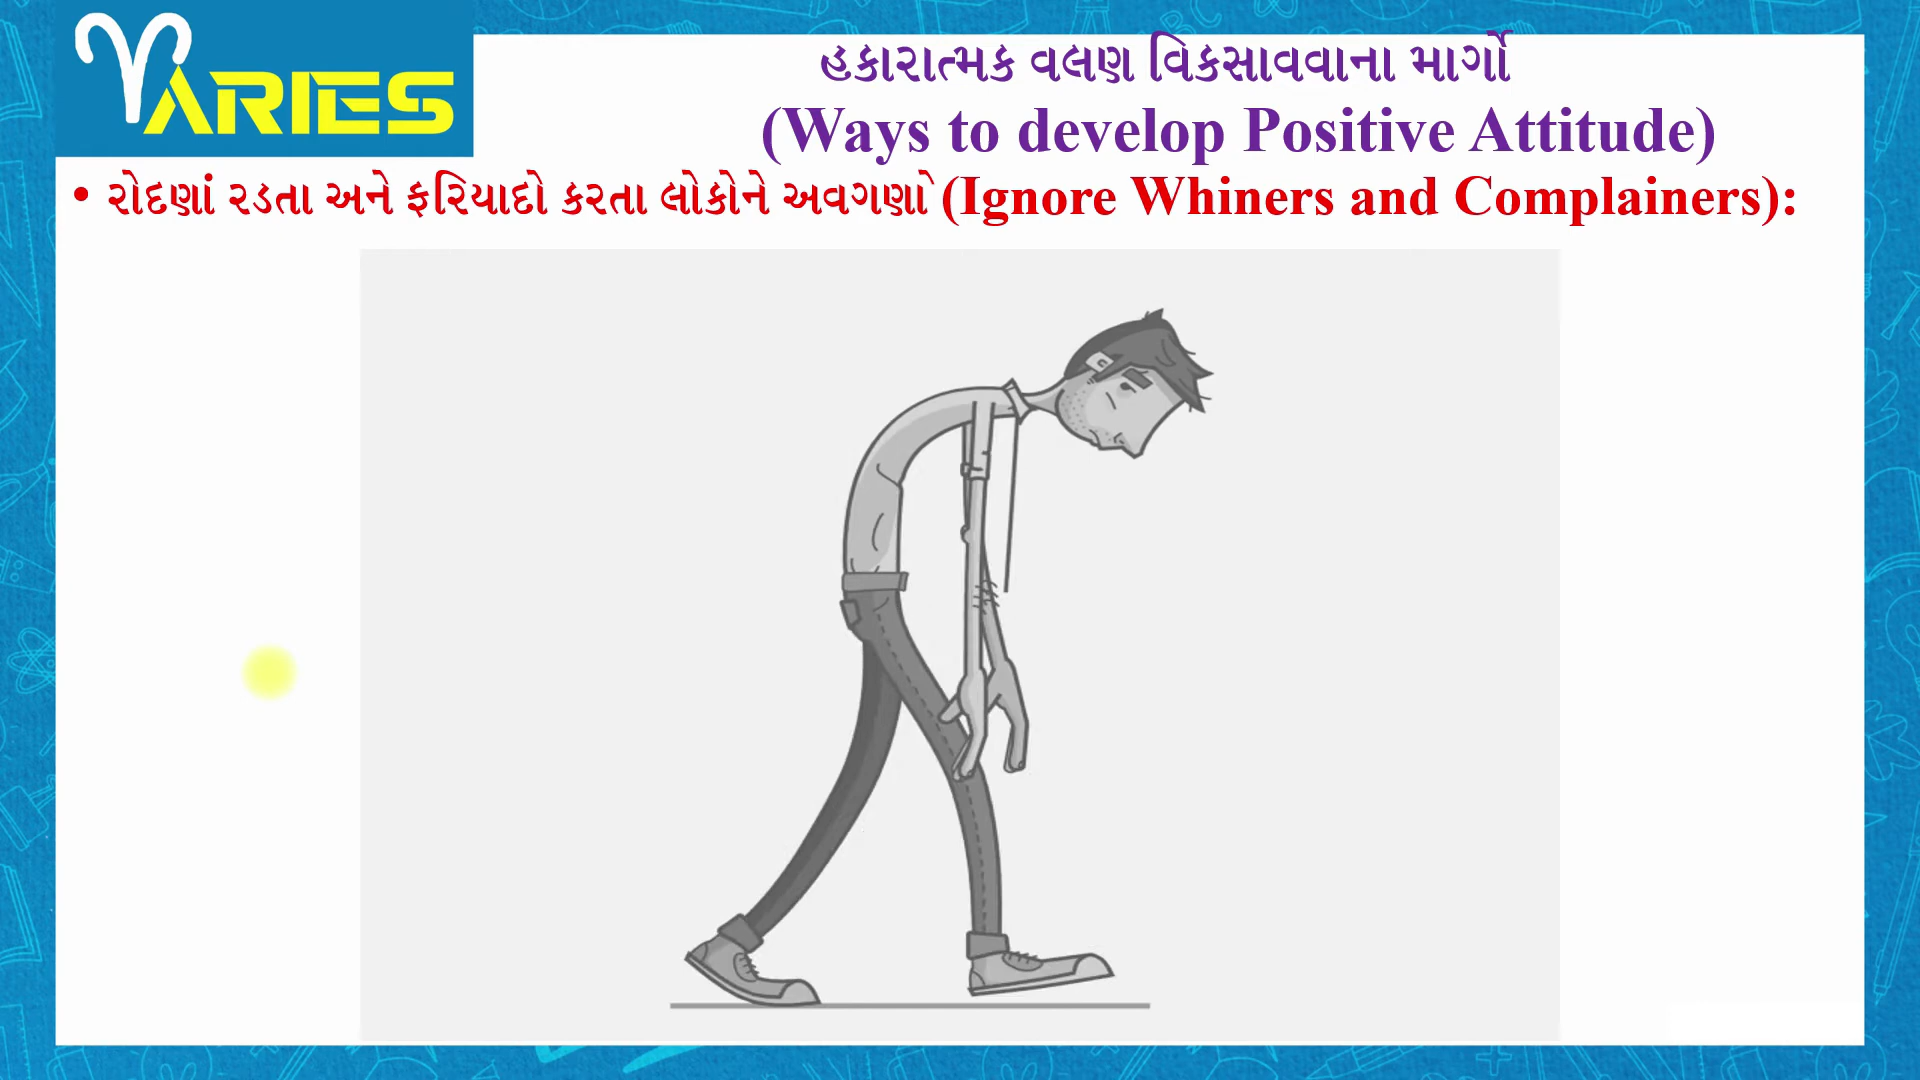 ARIES
હકારાત્મક વલણ વિકસાવવાના માર્ગો
(Ways to develop Positive Attitude)
• રોદણાં રડતા અને ફરિયાદો કરતા લોકોને અવગણો (Ignore Whiners and Complainers):